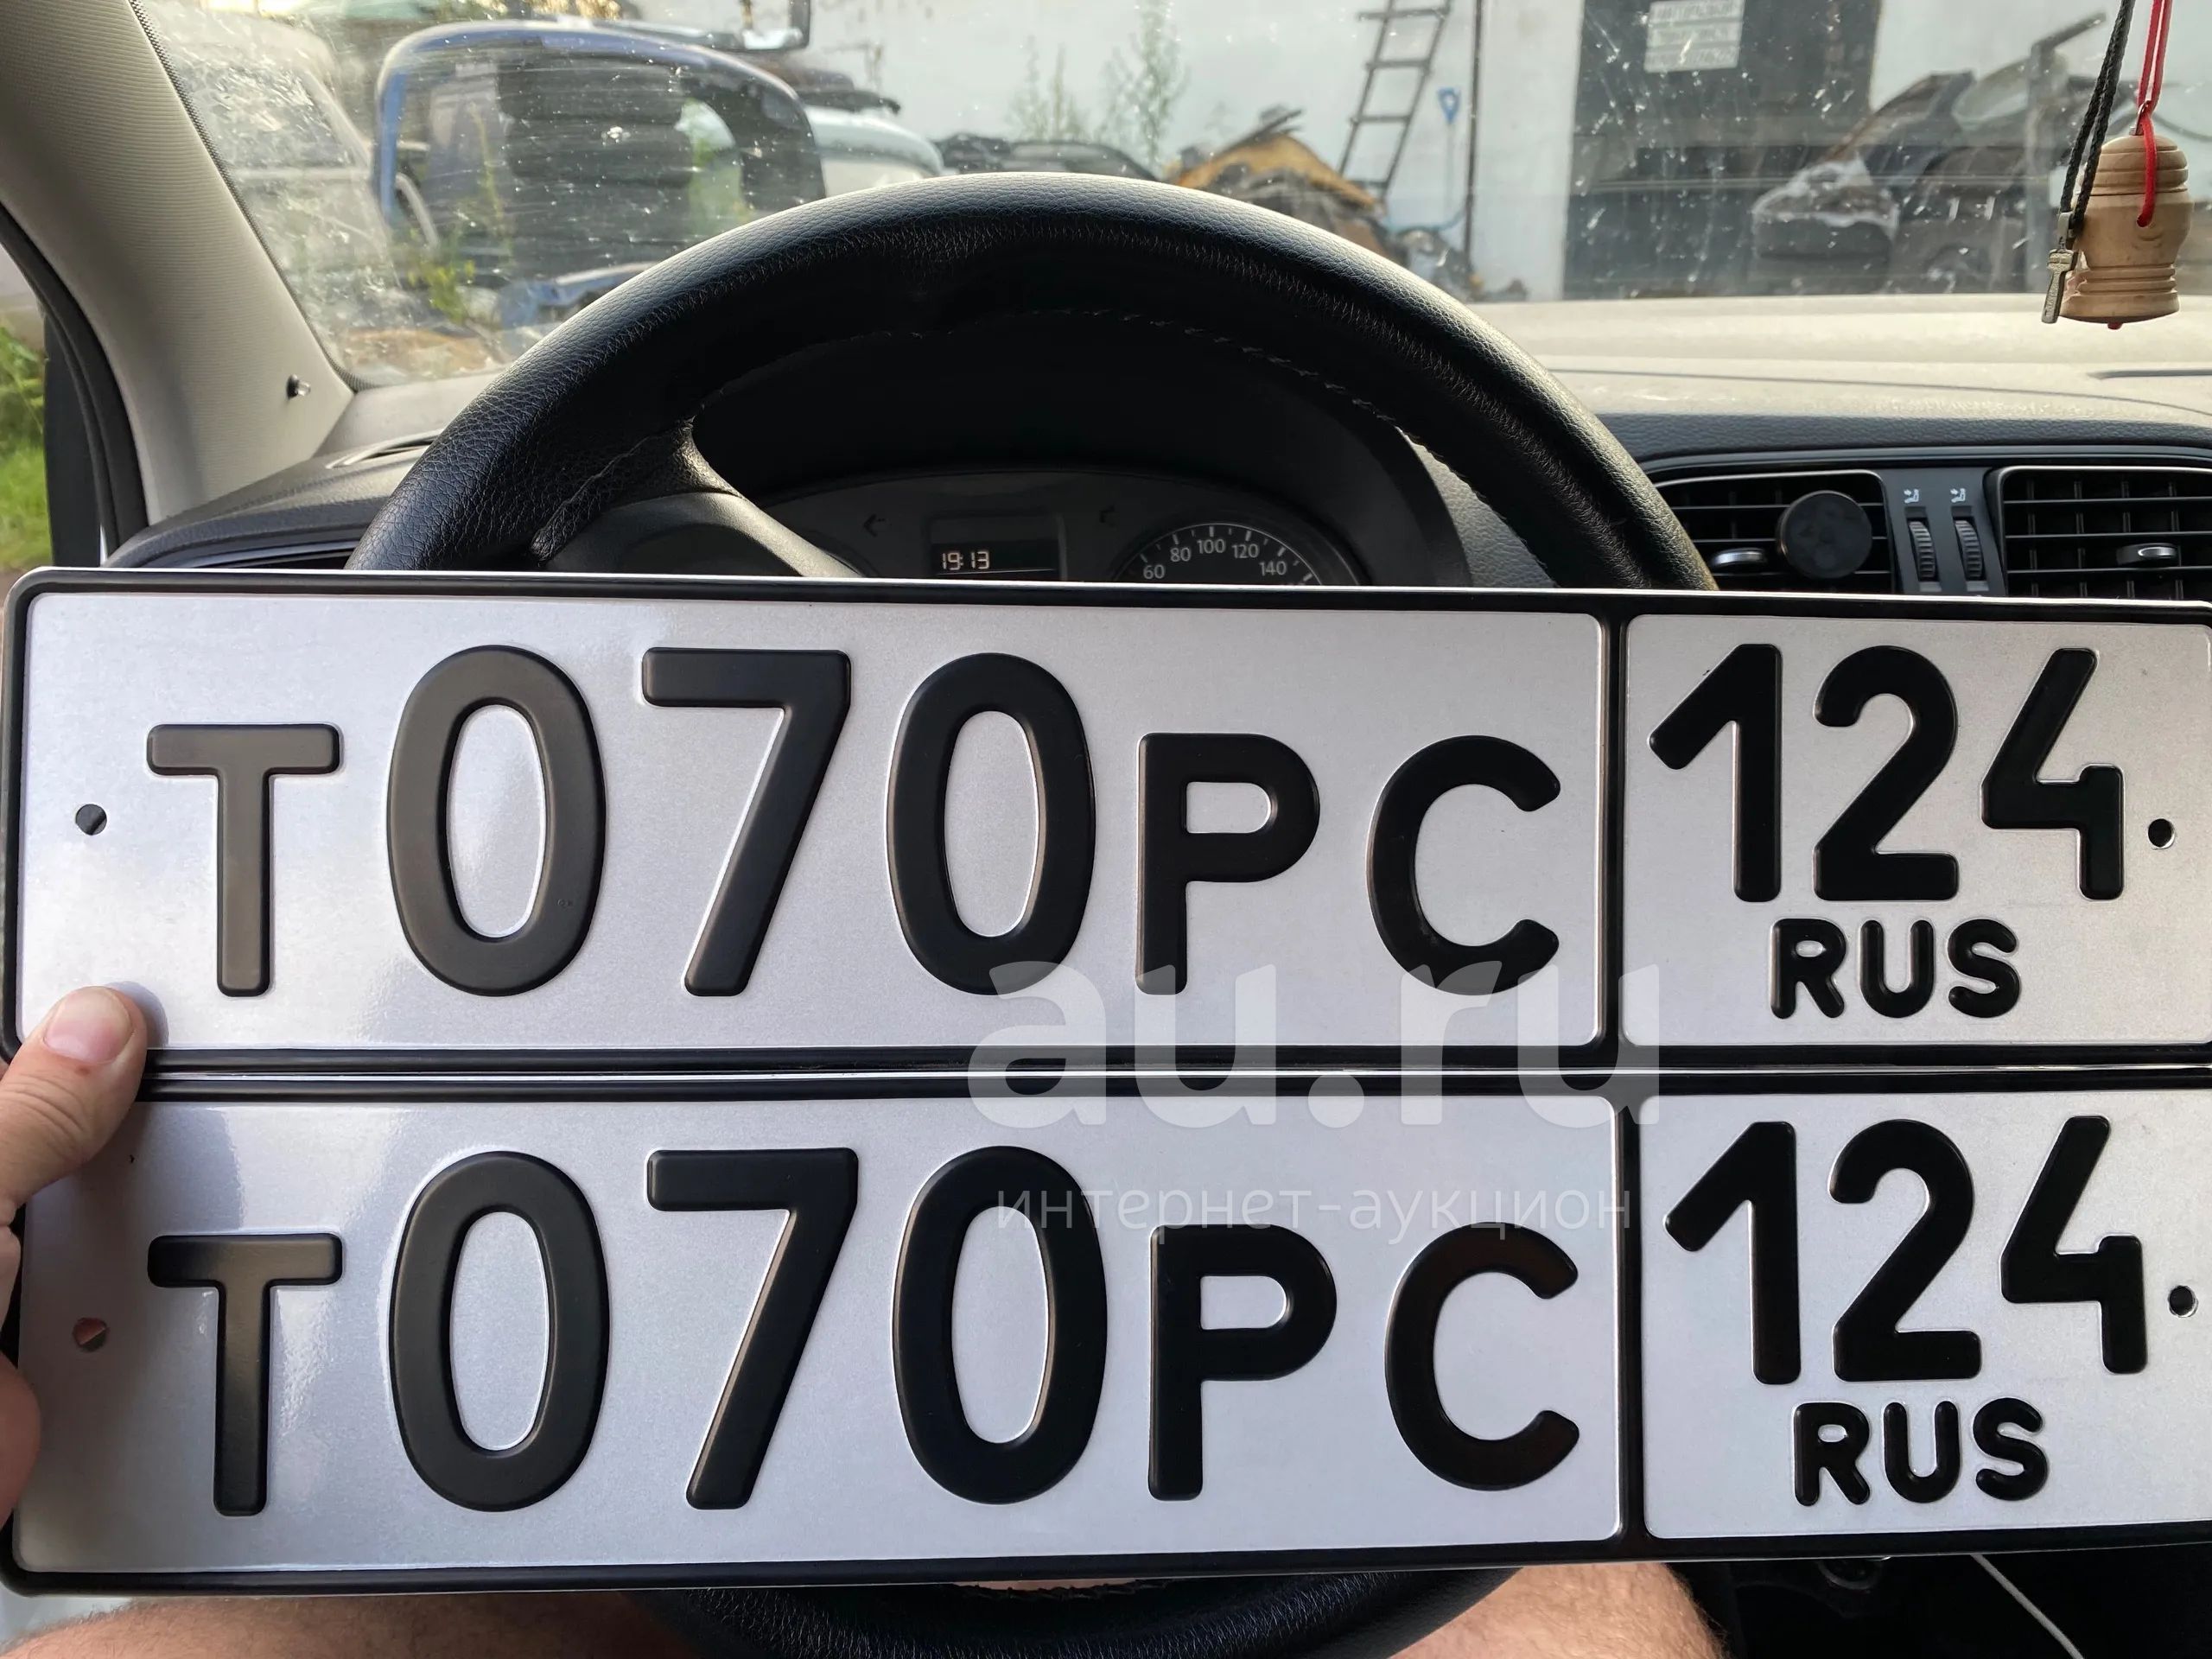 19:13
60 80 100 120 140
Т070РС 124
RUS
au.ru
интернет-аукцион
Т070РС 124
RUS